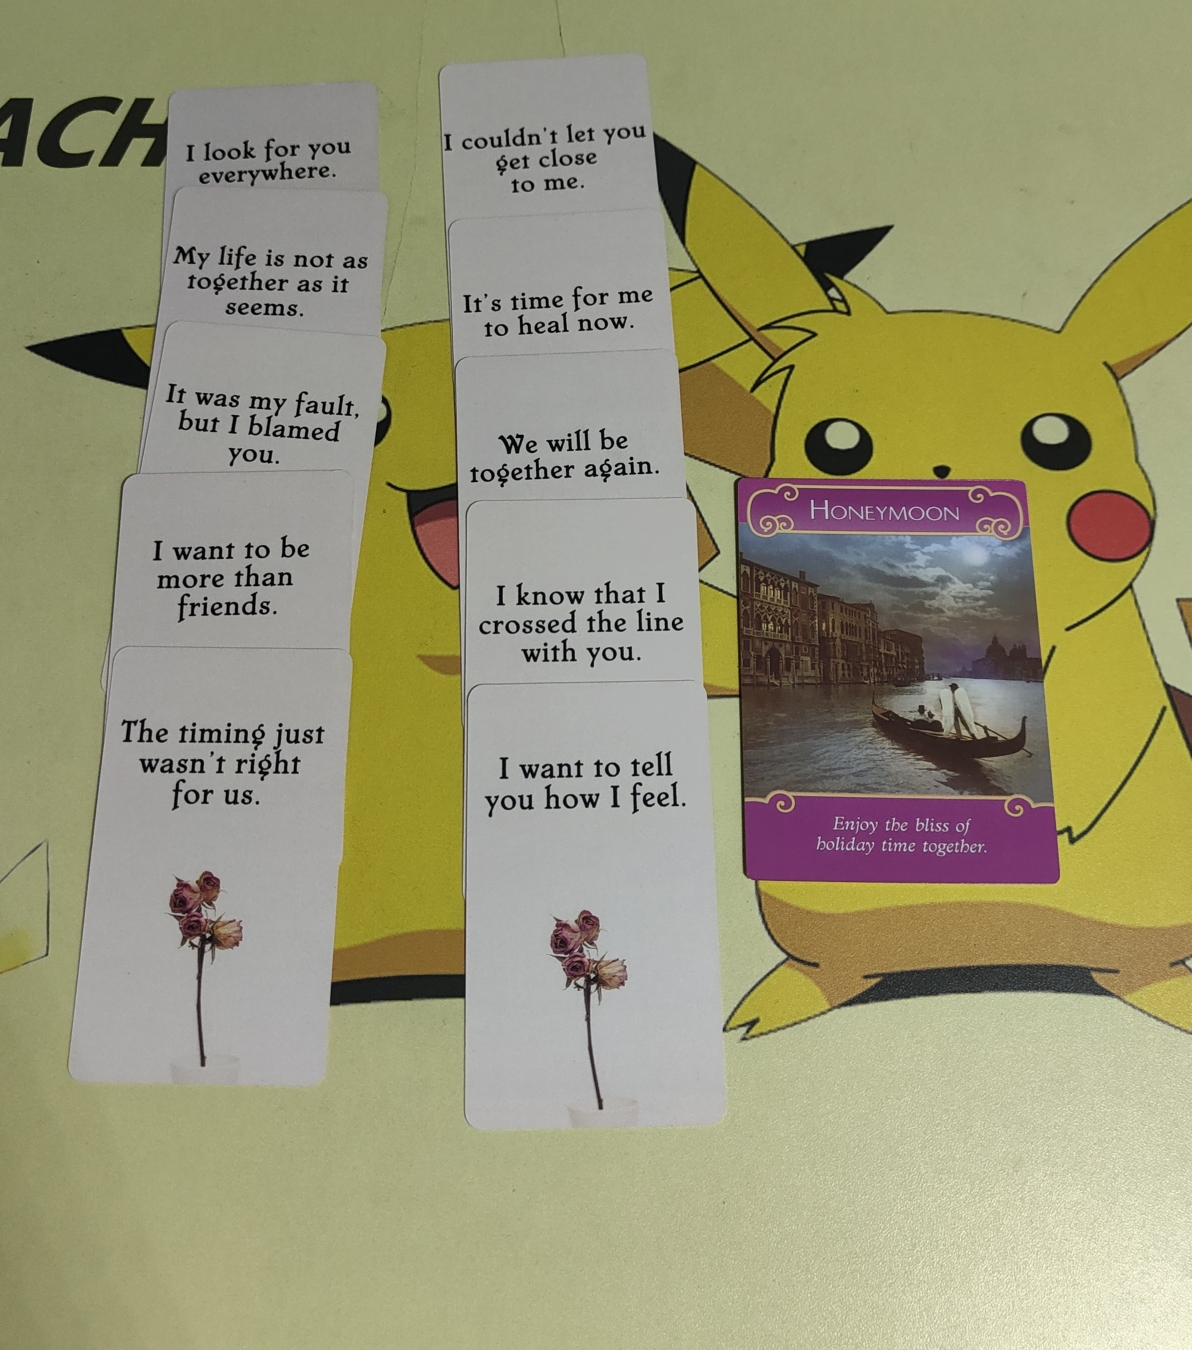 ACH
I look for you
everywhere.
My life is not as
together as it
seems.
It was my fault,
but I blamed
you.
I want to be
more than
friends.
The timing just
wasn't right
for us.
I couldn't let you
get close
to me.
It's time for me
to heal now.
We will be
together again.
I know that I
crossed the line
with you.
I want to tell
you how I feel.
HONEYMOON
Enjoy the bliss of
holiday time together.